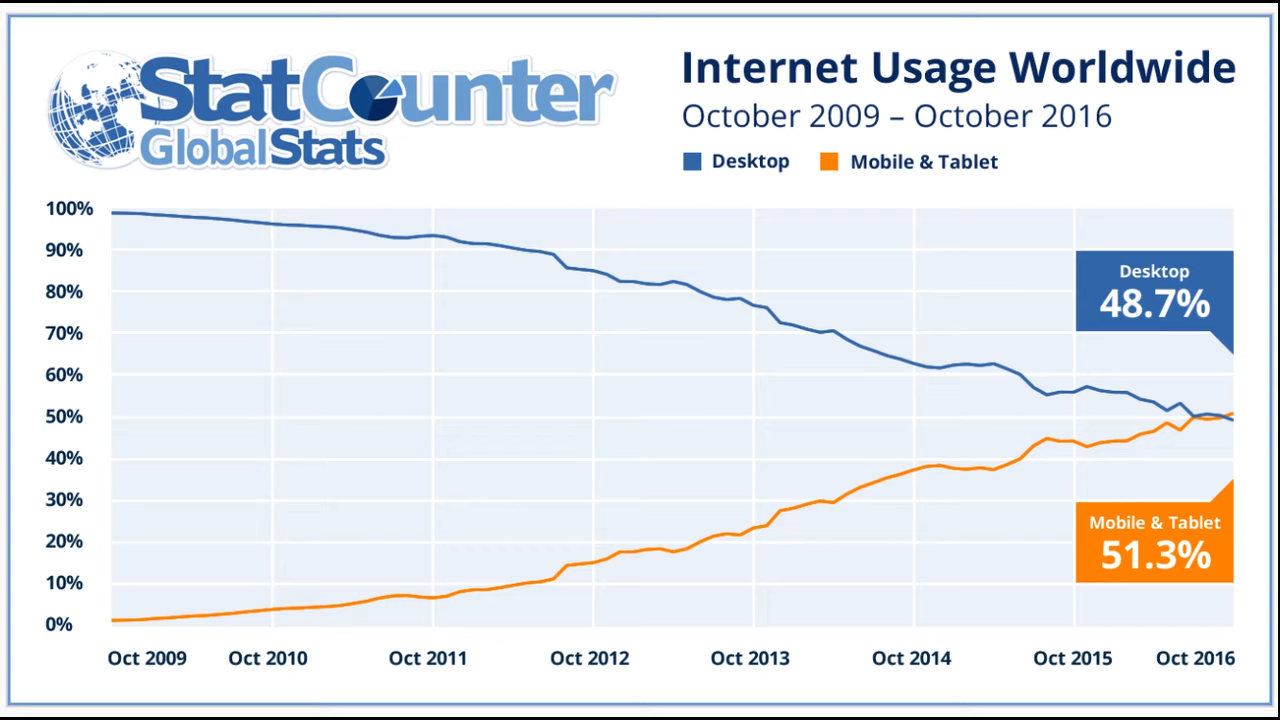 StatCounter
GlobalStats
Internet Usage Worldwide
October 2009 – October 2016
Desktop
Mobile & Tablet
100%
90%
80%
70%
60%
50%
40%
30%
20%
10%
0%
Desktop
48.7%
Mobile & Tablet
51.3%
Oct 2009 Oct 2010 Oct 2011 Oct 2012 Oct 2013 Oct 2014 Oct 2015 Oct 2016